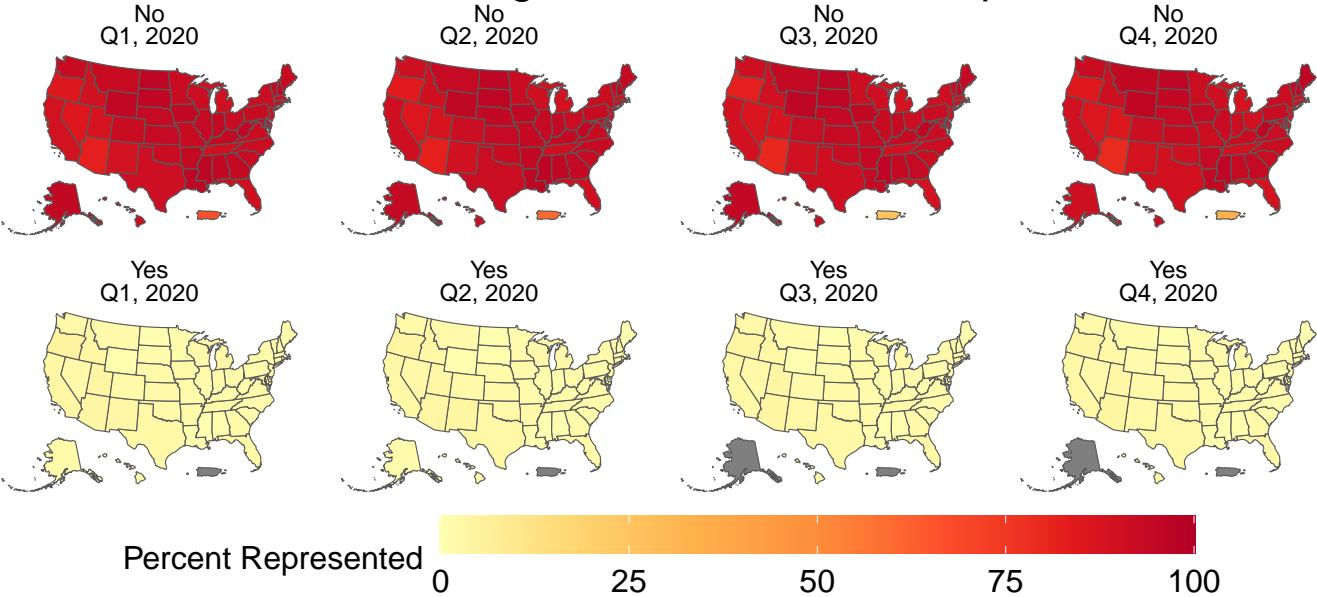 No
Q1, 2020
No
Q2, 2020
No
Q3, 2020
No
Q4, 2020
Yes
Q1, 2020
Yes
Q2, 2020
Yes
Q3, 2020
Yes
Q4, 2020
Percent Represented
0 25 50 75 100